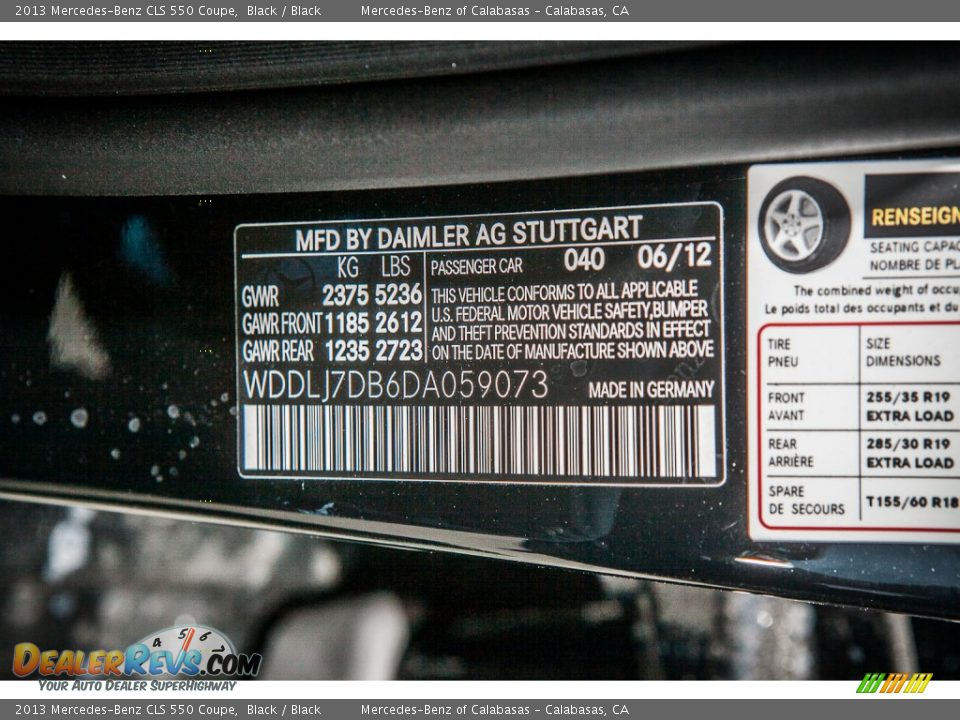 2013 Mercedes-Benz CLS 550 Coupe, Black / Black Mercedes-Benz of Calabasas - Calabasas, CA
MFD BY DAIMLER AG STUTTGART
KG LBS
GWR 2375 5236
GAWR FRONT 1185 2612
GAWR REAR 1235 2723
PASSENGER CAR 040 06/12
THIS VEHICLE CONFORMS TO ALL APPLICABLE
U.S. FEDERAL MOTOR VEHICLE SAFETY, BUMPER
AND THEFT PREVENTION STANDARDS IN EFFECT
ON THE DATE OF MANUFACTURE SHOWN ABOVE
WDDLJ7DB6DA059073 MADE IN GERMANY
RENSEIGN
SEATING CAPAC
NOMBRE DE PL
The combined weight of occu
Le poids total des occupants et du
TIRE SIZE
PNEU DIMENSIONS
FRONT 255/35 R19
AVANT EXTRA LOAD
REAR 285/30 R19
ARRIÈRE EXTRA LOAD
SPARE T155/60 R18
DE SECOURS
4 5 6
DealerRevs.com
Your Auto Dealer SuperHighway
2013 Mercedes-Benz CLS 550 Coupe, Black / Black Mercedes-Benz of Calabasas - Calabasas, CA